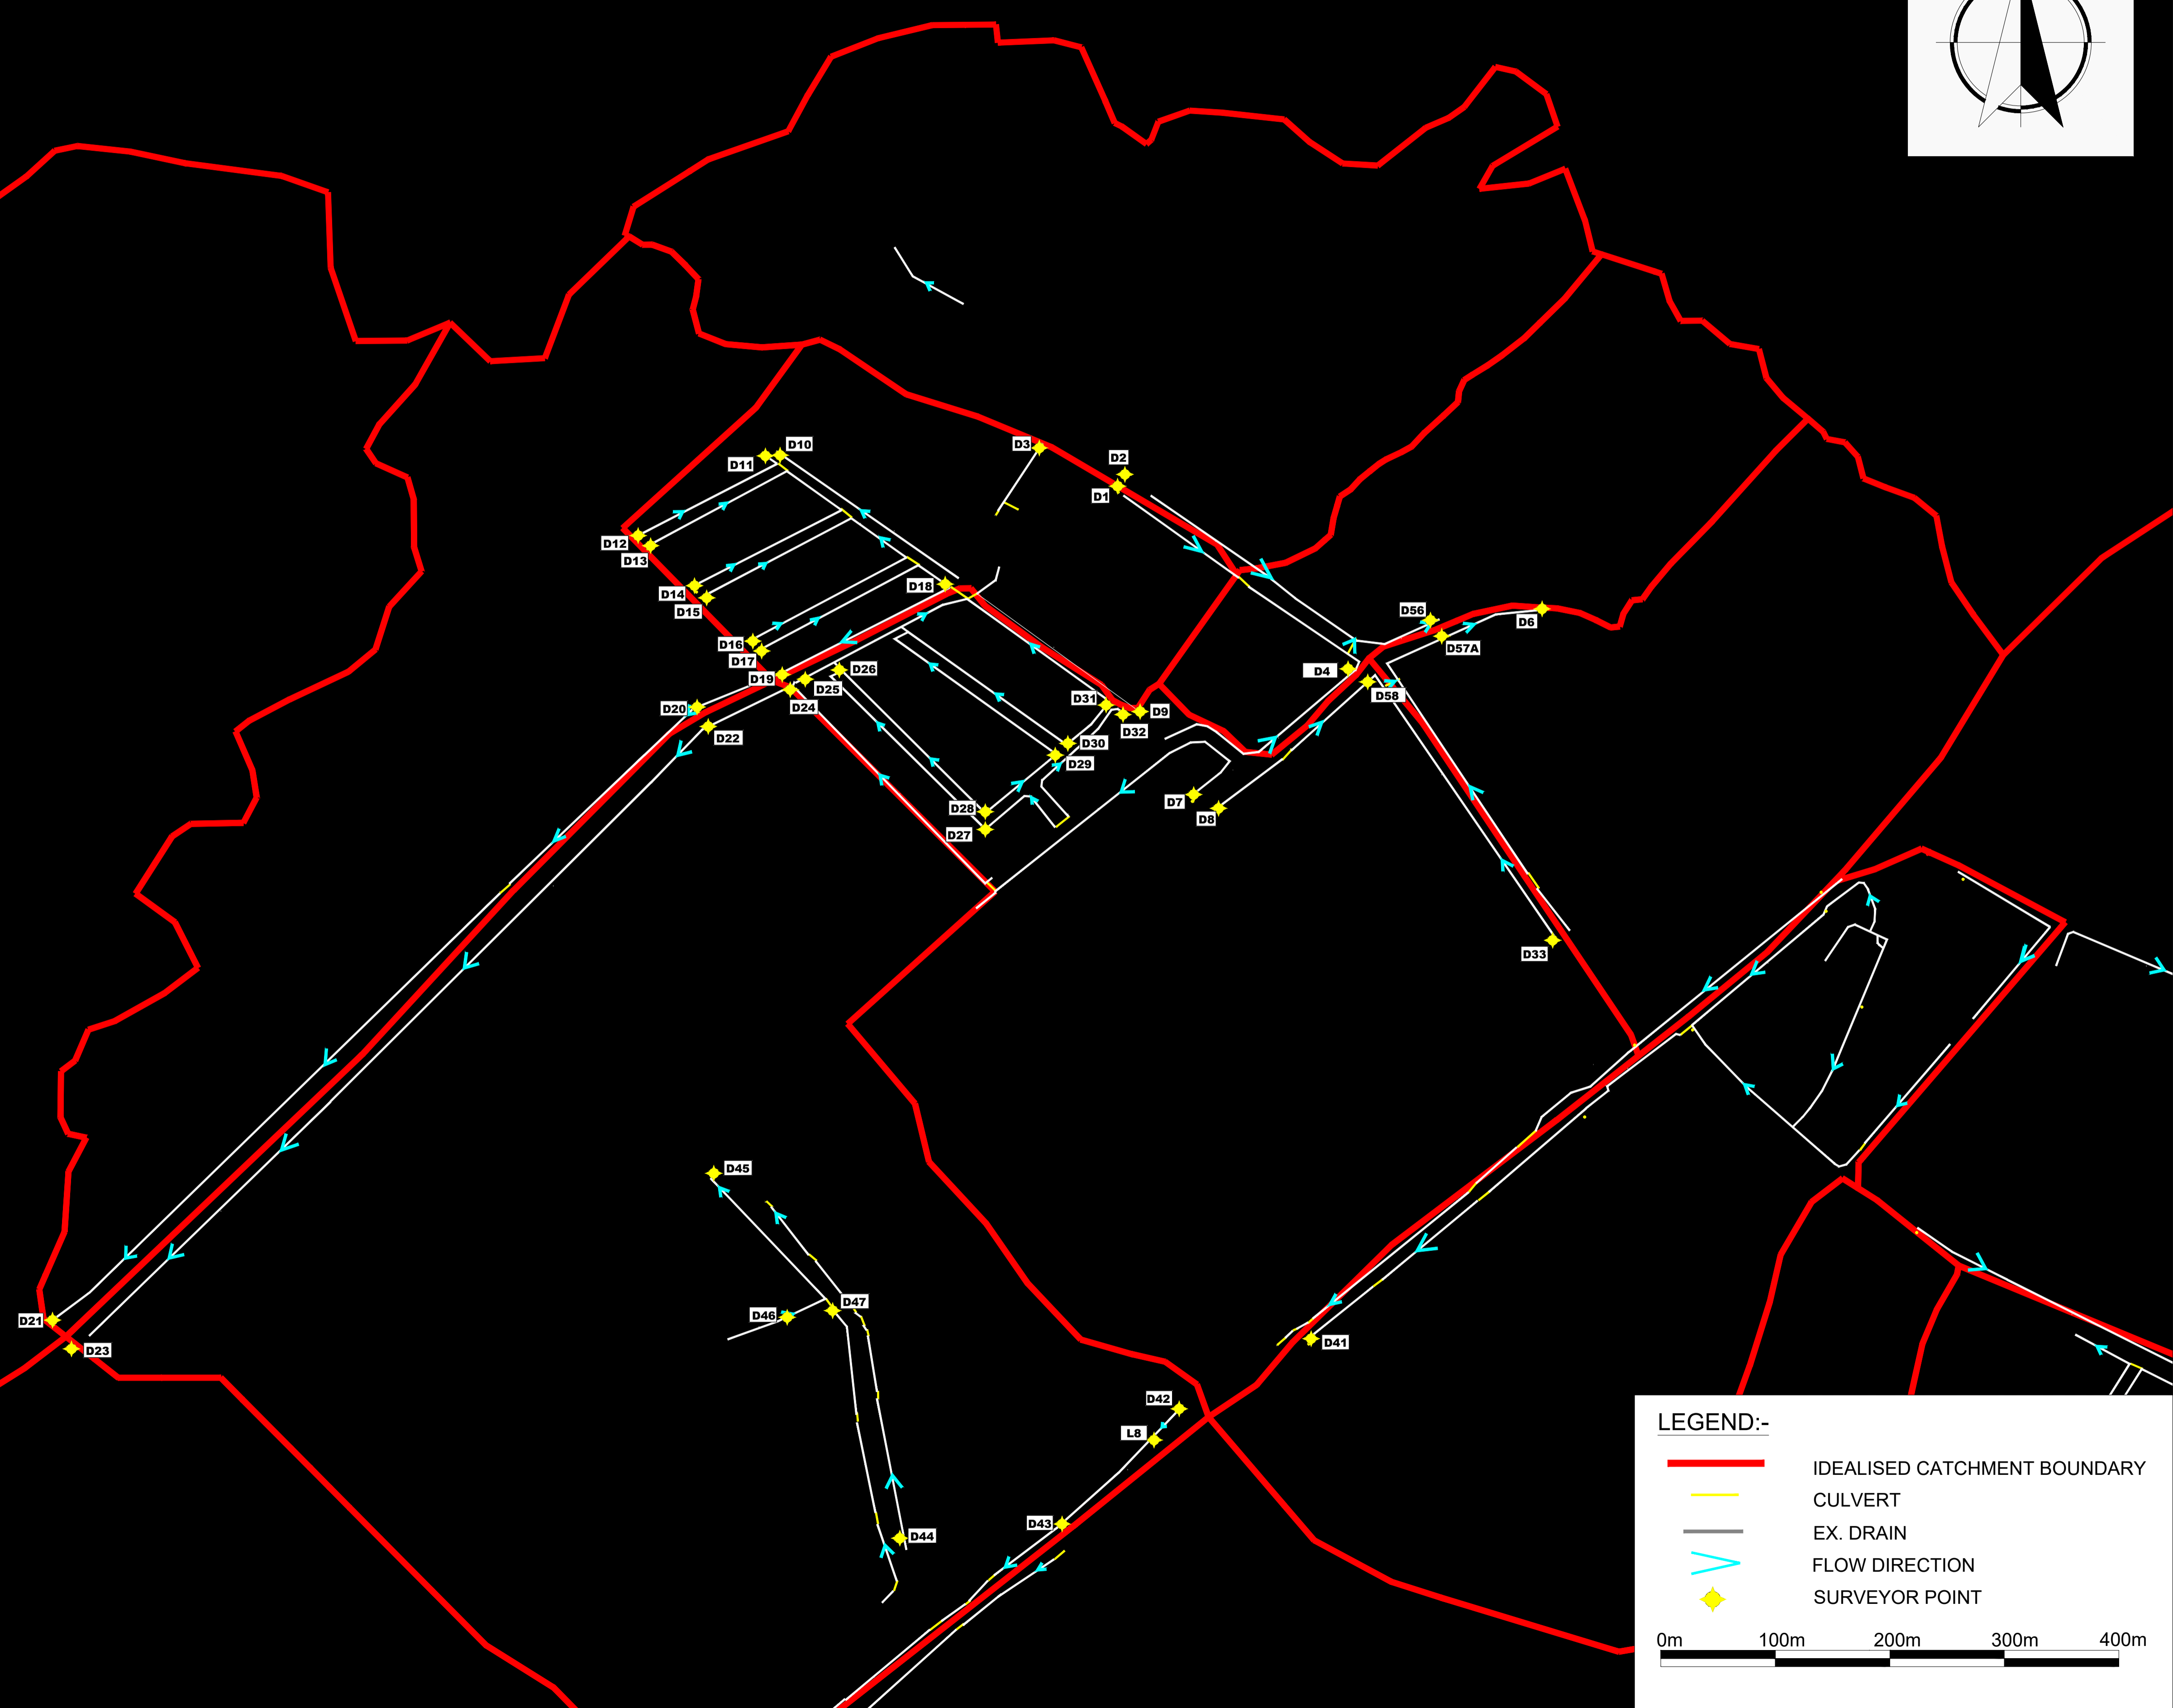 D10
D3
D11
D2
D1
D12
D13
D18
D14
D15
D56
D6
D16
D57A
D17
D26
D4
D19
D25
D58
D31
D20
D24
D9
D32
D22
D30
D29
D7
D28
D8
D27
D33
D45
D47
D46
D21
D41
D23
D42
L8
D43
D44
LEGEND:-
IDEALISED CATCHMENT BOUNDARY
CULVERT
EX. DRAIN
FLOW DIRECTION
SURVEYOR POINT
0m 100m 200m 300m 400m